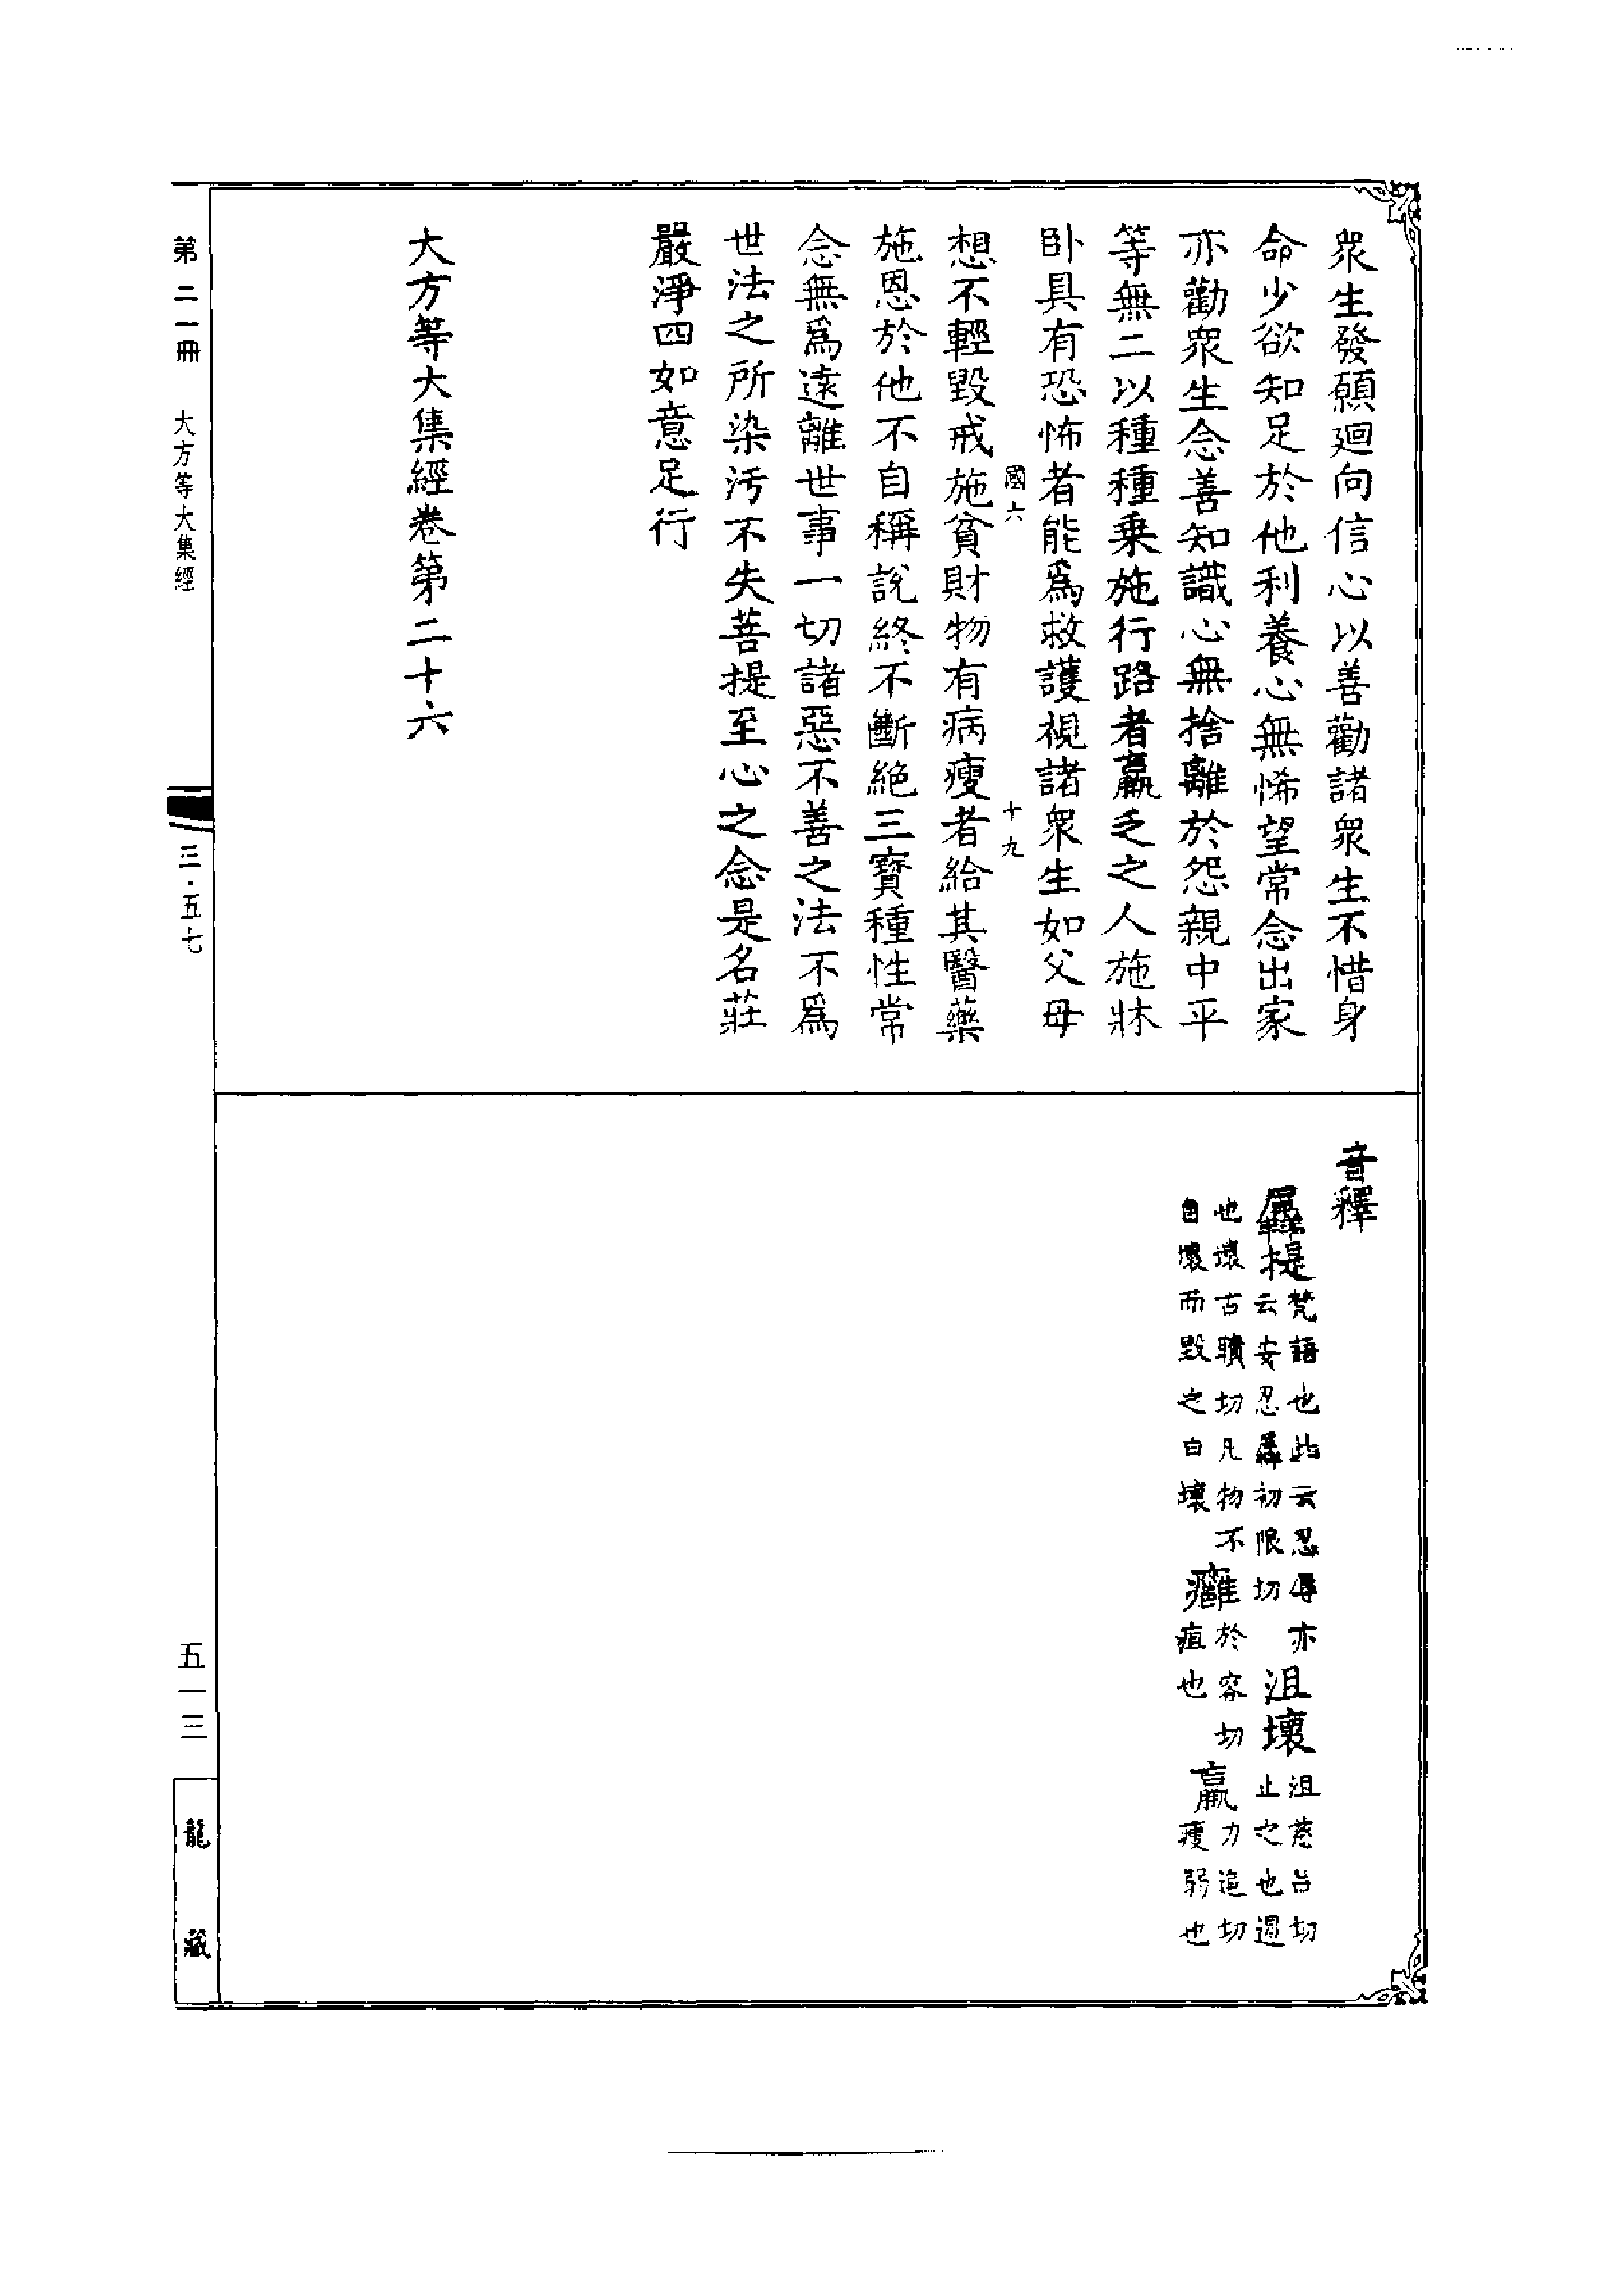 衆生發願廻向信心以善勸諸衆生不惜身
命少欲知足於他利養心無悕望常念出家
亦勸衆生念善知識心無捨離於怨親中平
等無二以種種乗施行路者羸乏之人施牀
卧具有恐怖者能爲救護視諸衆生如父母
國六 十九
想不輕毀戒施貧財物有病瘦者給其醫藥
施恩於他不自稱說終不斷絕三寳種性常
念無爲遠離世事一切諸惡不善之法不爲
世法之所染污不失菩提至心之念是名莊
嚴淨四如意足行
大方等大集經卷第二十六
音釋
羼提 梵語也此云忍辱亦
云安忍羼初限切
沮壞 沮慈呂切
止之也遏
也壞古聵切凡物不
自壞而毀之曰壞
癰 於容切
疽也
羸 力追切
瘦弱也
第二一冊 大方等大集經
三·五七
五一三
龍藏